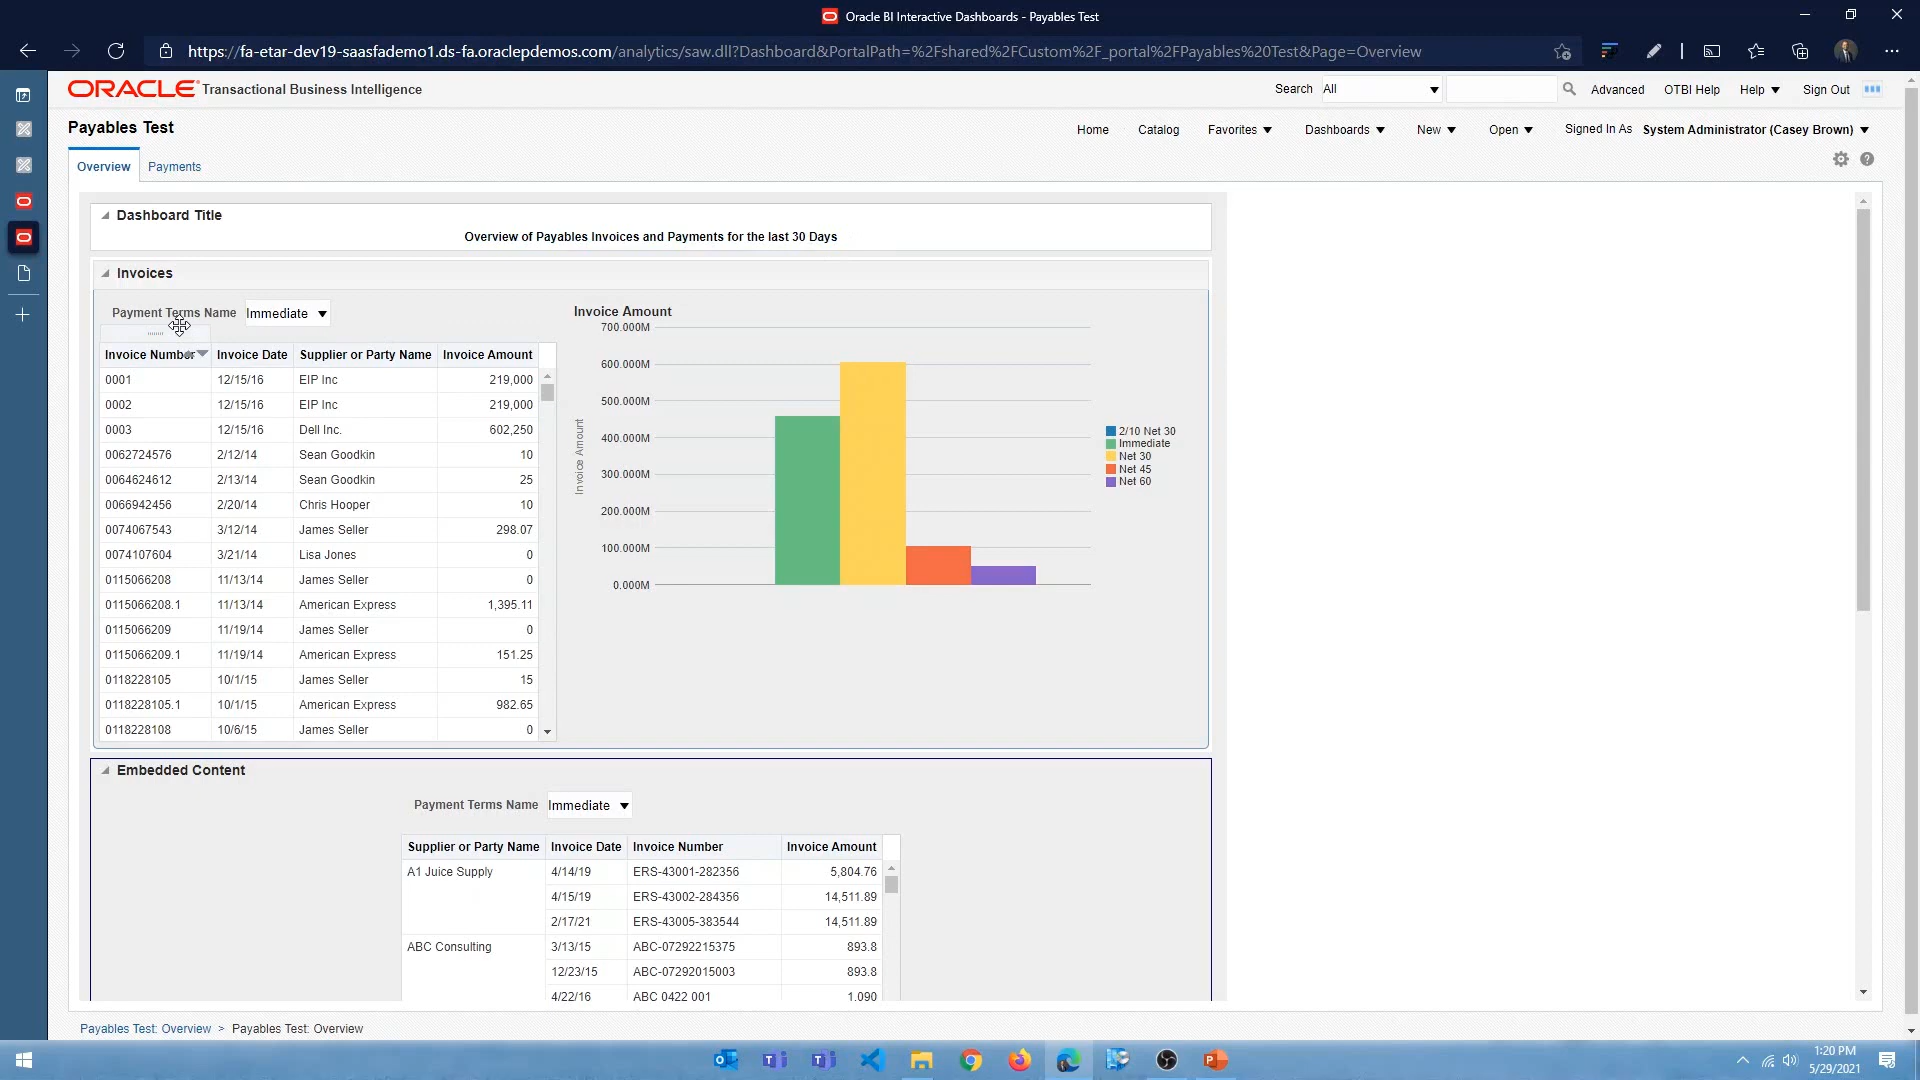 Oracle BI Interactive Dashboards - Payables Test
https://fa-etar-dev19-saasfademo1.ds-fa.oraclepdemos.com/analytics/saw.dll?Dashboard&PortalPath=%2Fshared%2FCustom%2F_portal%2FPayables%20Test&Page=Overview
ORACLE Transactional Business Intelligence
Search All Advanced OTBI Help Help Sign Out
Payables Test
Home Catalog Favorites Dashboards New Open Signed In As System Administrator (Casey Brown)
Overview Payments
Dashboard Title
Overview of Payables Invoices and Payments for the last 30 Days
Invoices
Payment Terms Name Immediate
Invoice Number Invoice Date Supplier or Party Name Invoice Amount
0001 12/15/16 EIP Inc 219,000
0002 12/15/16 EIP Inc 219,000
0003 12/15/16 Dell Inc. 602,250
0062724576 2/12/14 Sean Goodkin 10
0064624612 2/13/14 Sean Goodkin 25
0066942456 2/20/14 Chris Hooper 10
0074067543 3/12/14 James Seller 298.07
0074107604 3/21/14 Lisa Jones 0
0115066208 11/13/14 James Seller 0
0115066208.1 11/13/14 American Express 1,395.11
0115066209 11/19/14 James Seller 0
0115066209.1 11/19/14 American Express 151.25
0118228105 10/1/15 James Seller 15
0118228105.1 10/1/15 American Express 982.65
0118228108 10/6/15 James Seller 0
Invoice Amount
700.000M
600.000M
500.000M
400.000M
300.000M
200.000M
100.000M
0.000M
Invoice Amount
2/10 Net 30
Immediate
Net 30
Net 45
Net 60
Embedded Content
Payment Terms Name Immediate
Supplier or Party Name Invoice Date Invoice Number Invoice Amount
A1 Juice Supply 4/14/19 ERS-43001-282356 5,804.76
4/15/19 ERS-43002-284356 14,511.89
2/17/21 ERS-43005-383544 14,511.89
ABC Consulting 3/13/15 ABC-07292215375 893.8
12/23/15 ABC-07292015003 893.8
4/22/16 ABC 0422 001 1,090
Payables Test: Overview > Payables Test: Overview
1:20 PM
5/29/2021